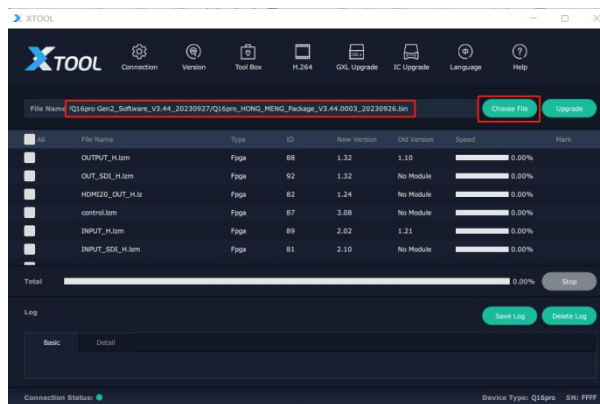 XTOOL
XTOOL
Connection Version Tool Box H.264 GXL Upgrade IC Upgrade Language Help
File Name /Q16pro Gen2_Software_V3.44_20230927/Q16pro_HONG_MENG_Package_V3.44.0003_20230926.bin Choose File Upgrade
All File Name Type ID New Version Old Version Speed Mark
OUTPUT_H.lzm Fpga 88 1.32 1.10 0.00%
OUT_SDI_H.lzm Fpga 92 1.32 No Module 0.00%
HDMI20_OUT_H.lz Fpga 82 1.24 No Module 0.00%
control.lzm Fpga 87 3.08 No Module 0.00%
INPUT_H.lzm Fpga 89 2.02 1.21 0.00%
INPUT_SDI_H.lzm Fpga 81 2.10 No Module 0.00%
Total 0.00% Stop
Log Save Log Delete Log
Basic Detail
Connection Status: Device Type: Q16pro SN: FFFF